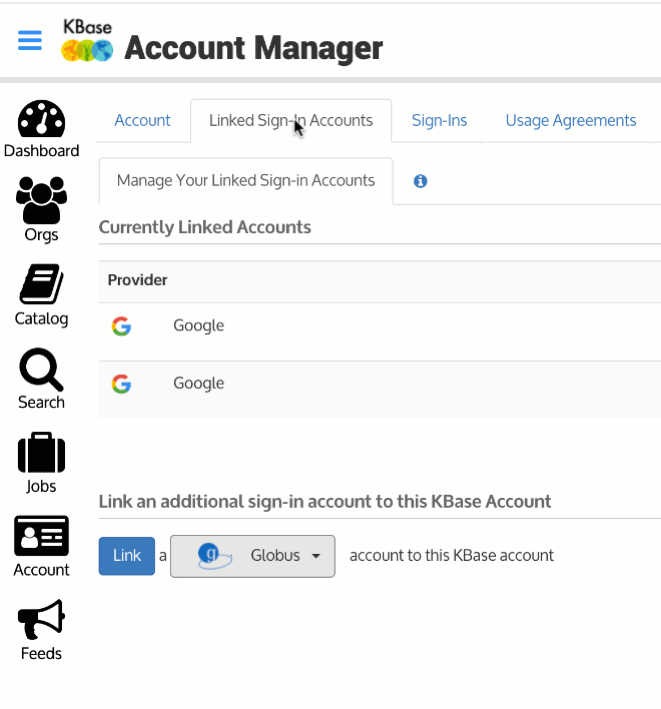 KBase
Account Manager
Dashboard
Orgs
Catalog
Search
Jobs
Account
Feeds
Account Linked Sign-In Accounts Sign-Ins Usage Agreements
Manage Your Linked Sign-in Accounts
Currently Linked Accounts
Provider
Google
Google
Link an additional sign-in account to this KBase Account
Link a Globus account to this KBase account